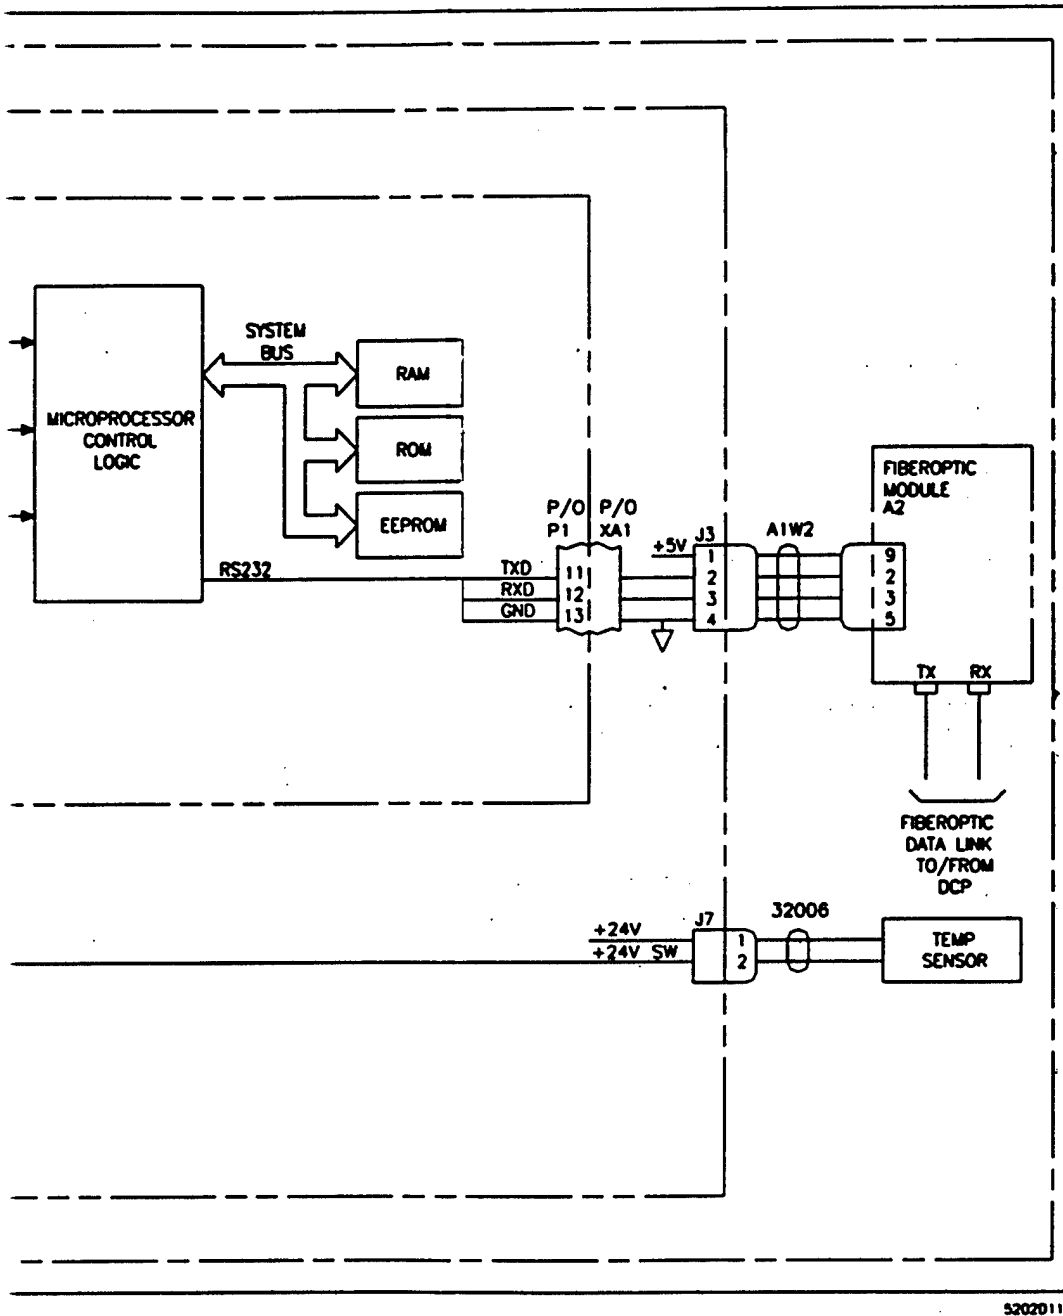 SYSTEM
BUS
MICROPROCESSOR
CONTROL
LOGIC
RAM
ROM
EEPROM
RS232
TXD
RXD
GND
P/O
P1
P/O
XA1
11
12
13
+5V
J3
1
2
3
4
A1W2
FIBEROPTIC
MODULE
A2
9
2
3
5
TX
RX
FIBEROPTIC
DATA LINK
TO/FROM
DCP
+24V
+24V SW
J7
1
2
32006
TEMP
SENSOR